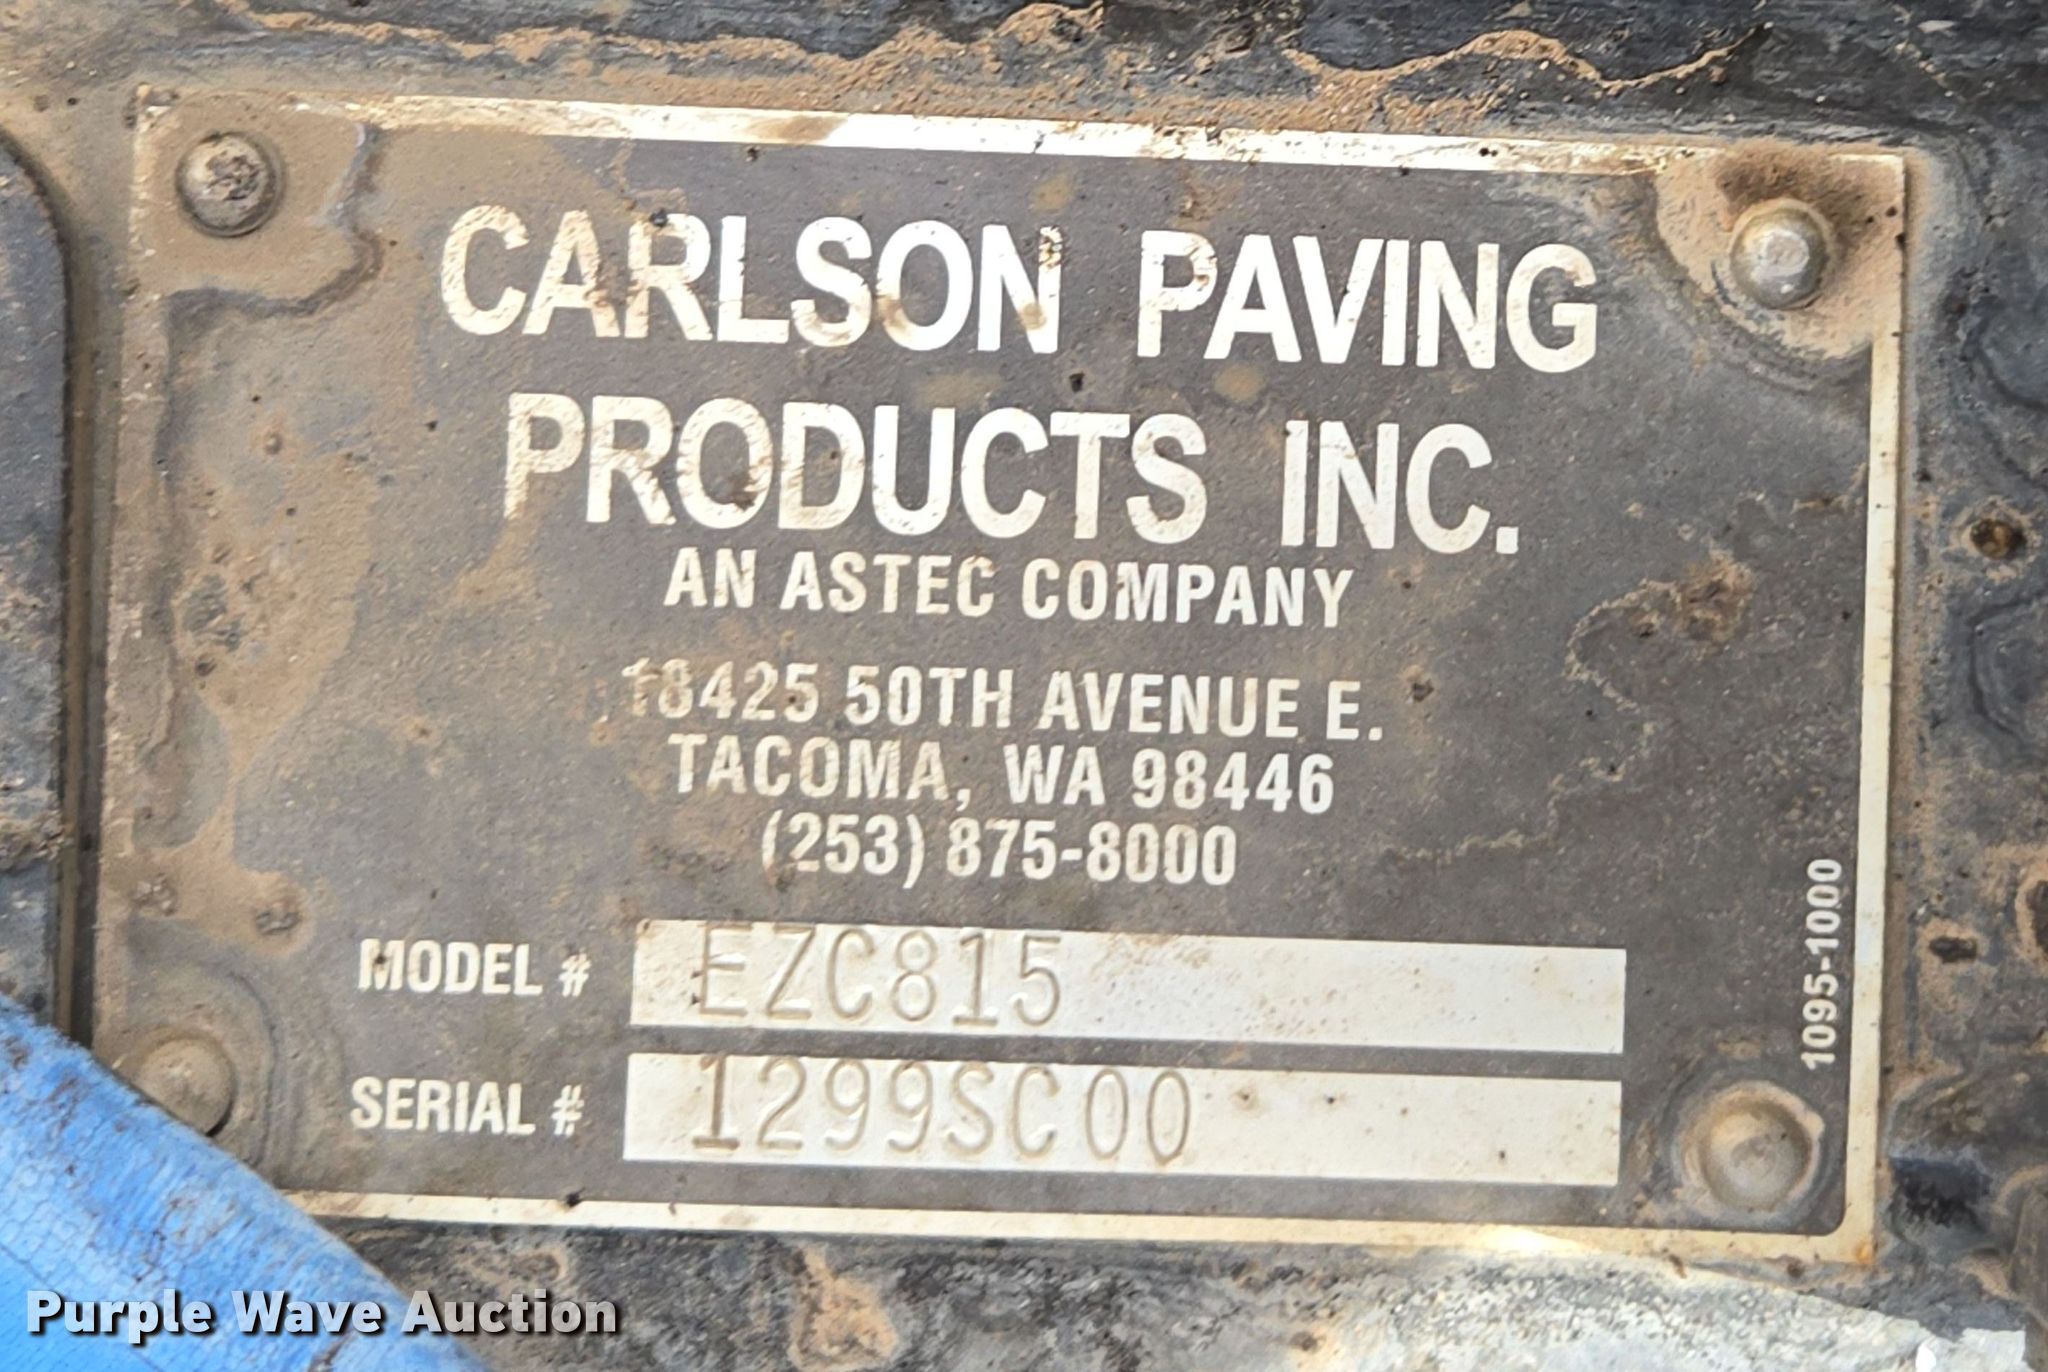 CARLSON PAVING
PRODUCTS INC.
AN ASTEC COMPANY
18425 50TH AVENUE E.
TACOMA, WA 98446
(253) 875-8000
MODEL # EZC815
SERIAL # 1299SC00
1095-1000
Purple Wave Auction